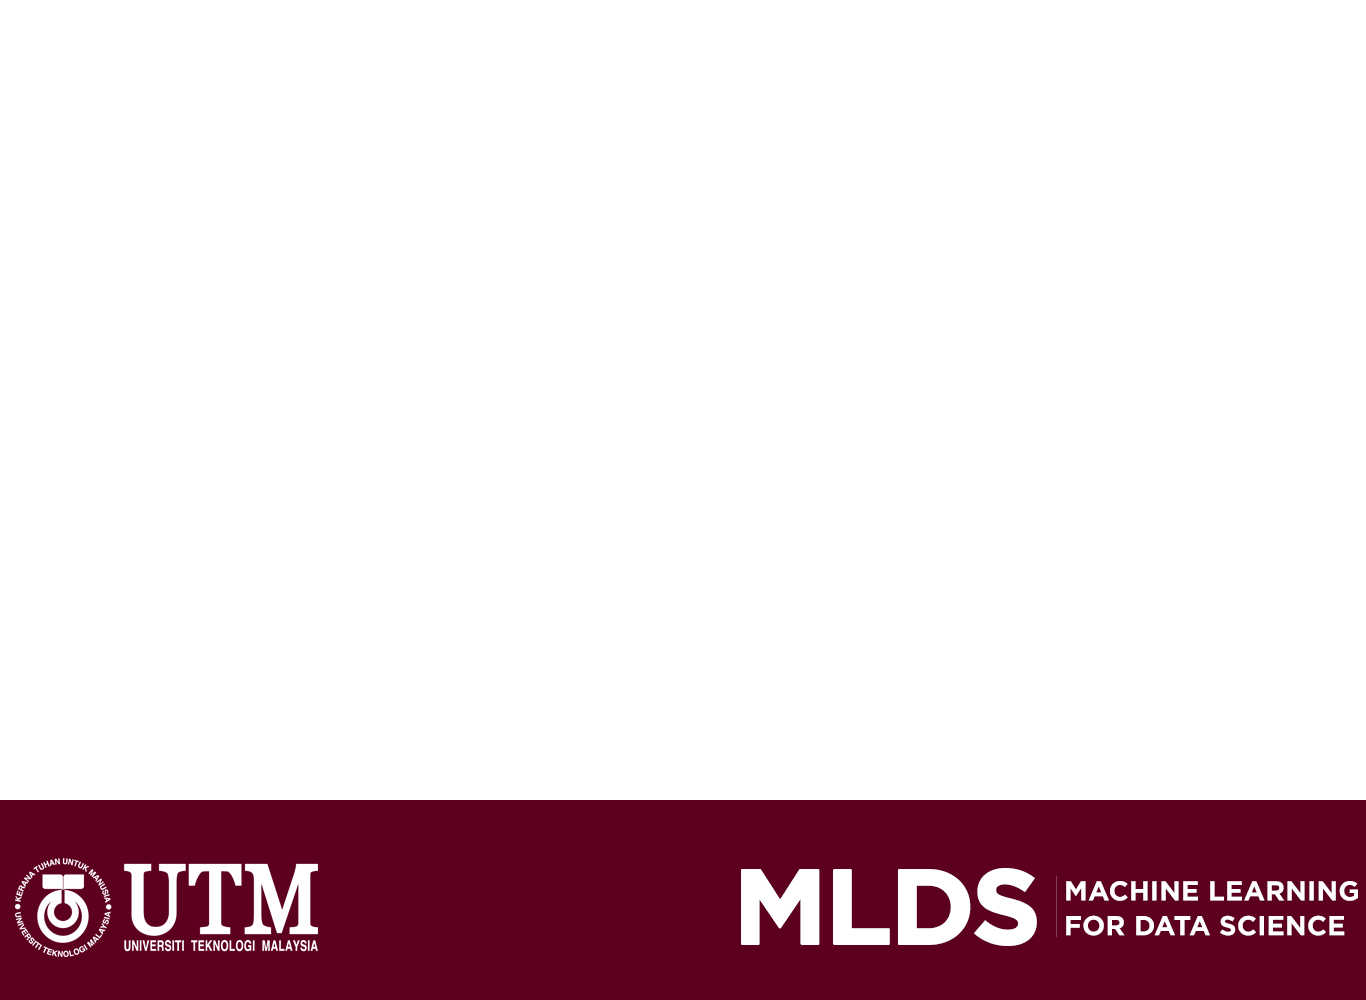 KERANA TUHAN UNTUK MANUSIA
UNIVERSITI TEKNOLOGI MALAYSIA
UTM
UNIVERSITI TEKNOLOGI MALAYSIA
MLDS
MACHINE LEARNING
FOR DATA SCIENCE